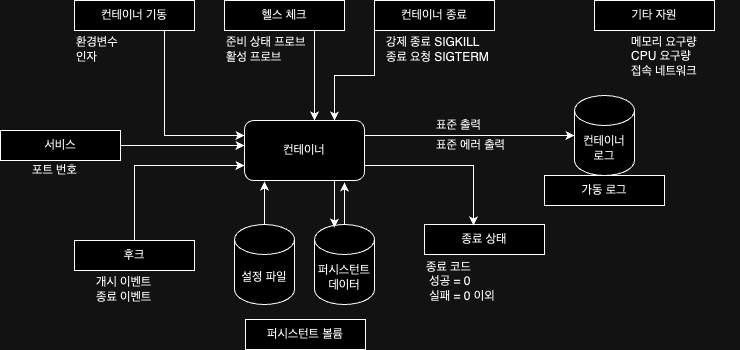 컨테이너 기동
환경변수
인자
헬스 체크
준비 상태 프로브
활성 프로브
컨테이너 종료
강제 종료 SIGKILL
종료 요청 SIGTERM
기타 자원
메모리 요구량
CPU 요구량
접속 네트워크
서비스
포트 번호
컨테이너
표준 출력
표준 에러 출력
컨테이너
로그
가동 로그
후크
개시 이벤트
종료 이벤트
설정 파일
퍼시스턴트
데이터
퍼시스턴트 볼륨
종료 상태
종료 코드
성공 = 0
실패 = 0 이외